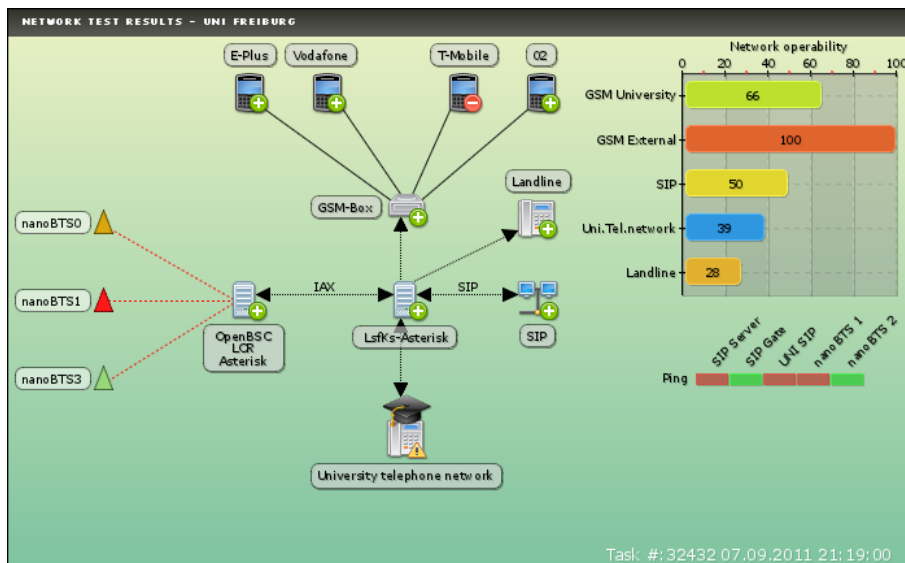 NETWORK TEST RESULTS - UNI FREIBURG
E-Plus
Vodafone
T-Mobile
O2
GSM-Box
Landline
nanoBTS0
nanoBTS1
nanoBTS3
IAX
SIP
OpenBSC
LCR
Asterisk
LsfKs-Asterisk
SIP
University telephone network
Network operability
0 20 40 60 80 100
GSM University 66
GSM External 100
SIP 50
Uni.Tel.network 39
Landline 28
SIP Server
SIP Gate
UNI SIP
nano BTS 1
nano BTS 2
Ping
Task #:32432 07.09.2011 21:19:00